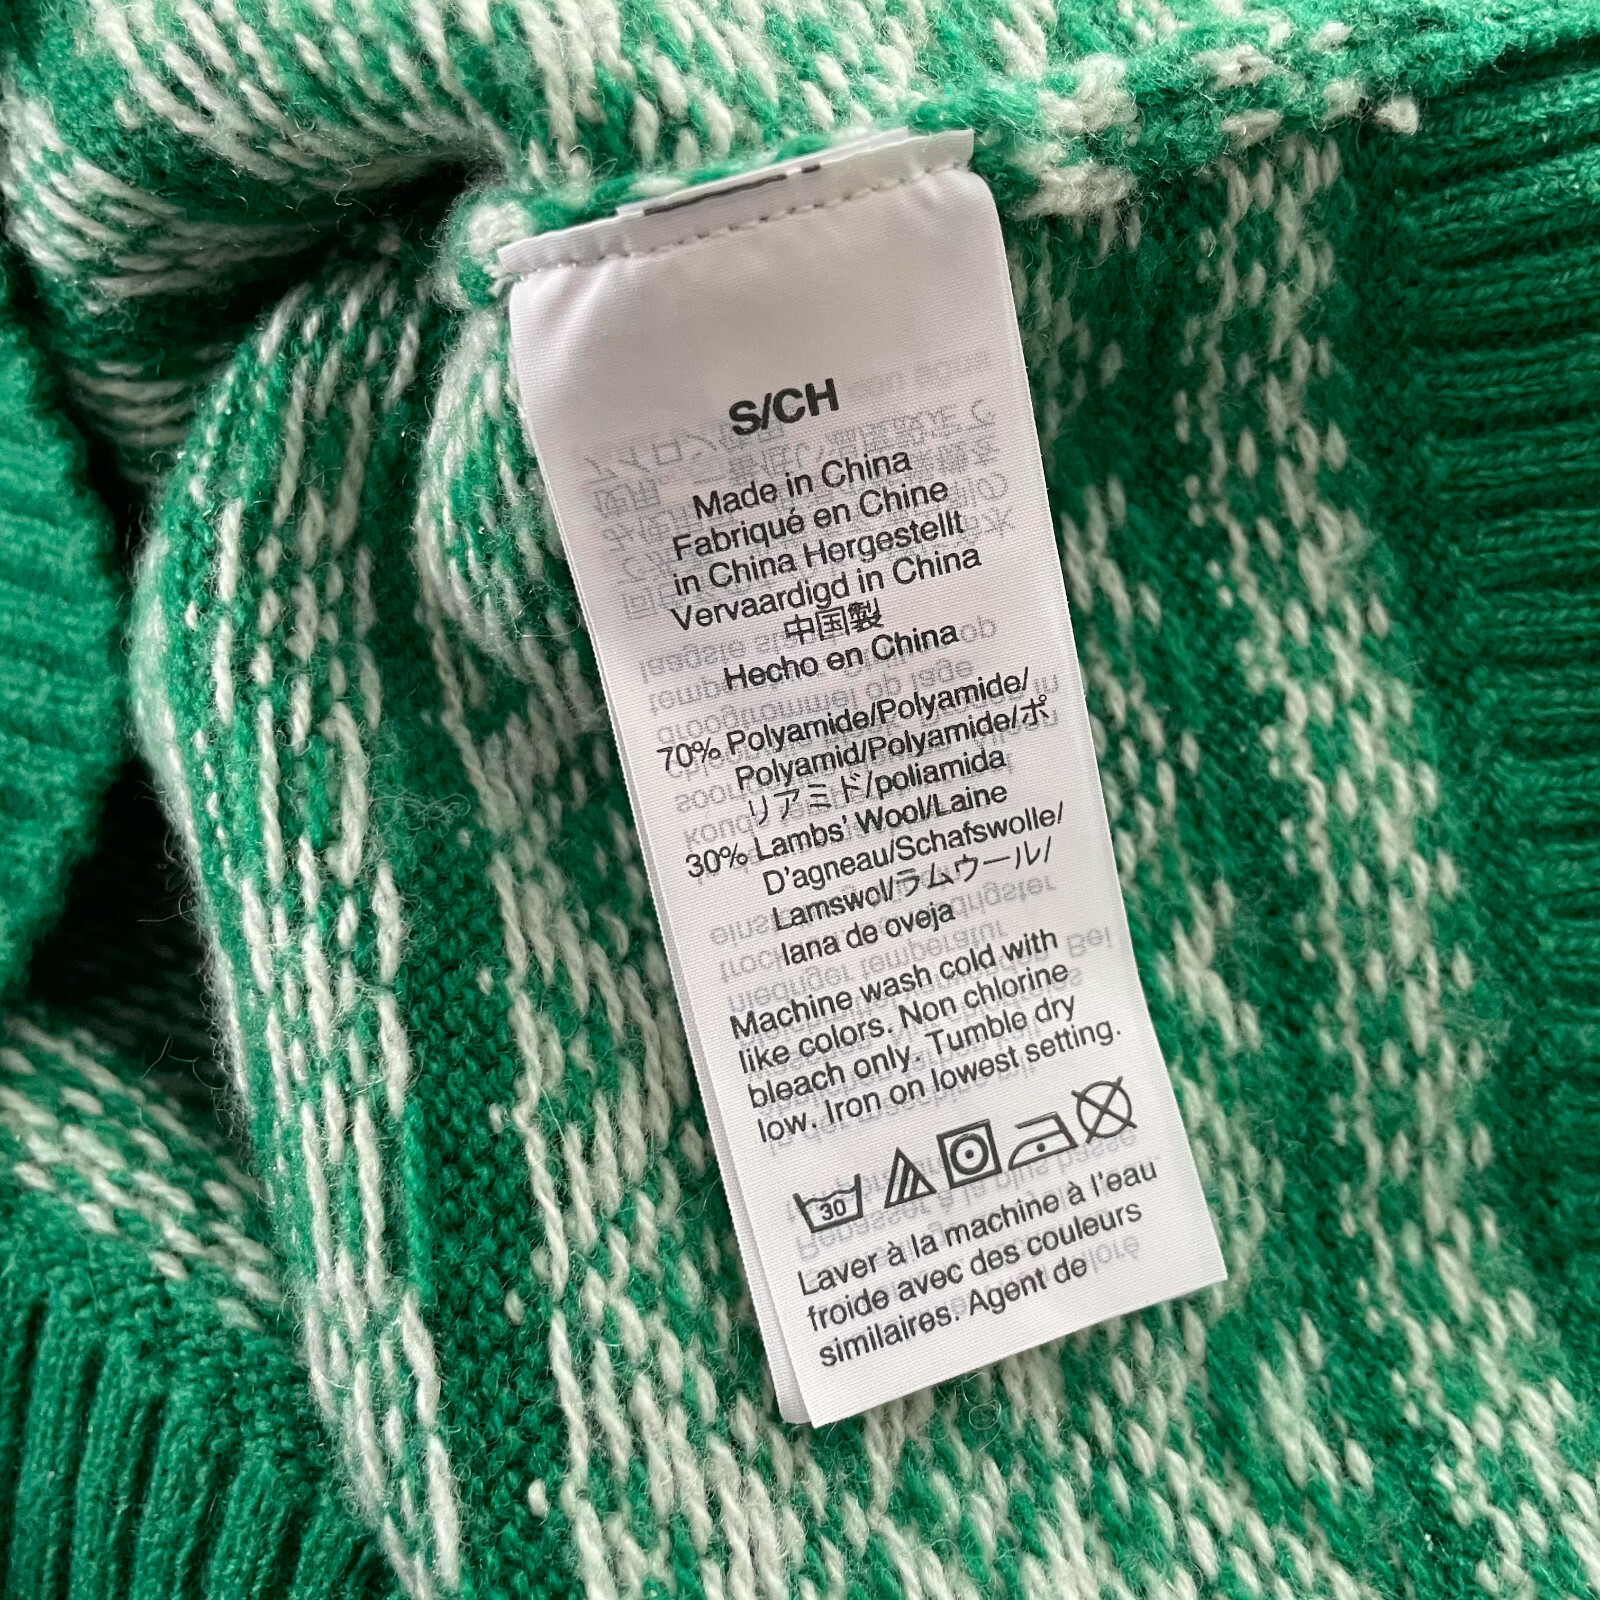 S/CH
Made in China
Fabriqué en Chine
in China Hergestellt
Vervaardigd in China
中国製
Hecho en China
70% Polyamide/Polyamide/
Polyamid/Polyamide/ポ
リアミド/poliamida
30% Lambs' Wool/Laine
D'agneau/Schafswolle/
Lamswol/ラムウール/
lana de oveja
Machine wash cold with
like colors. Non chlorine
bleach only. Tumble dry
low. Iron on lowest setting.
30
Laver à la machine à l'eau
froide avec des couleurs
similaires. Agent de